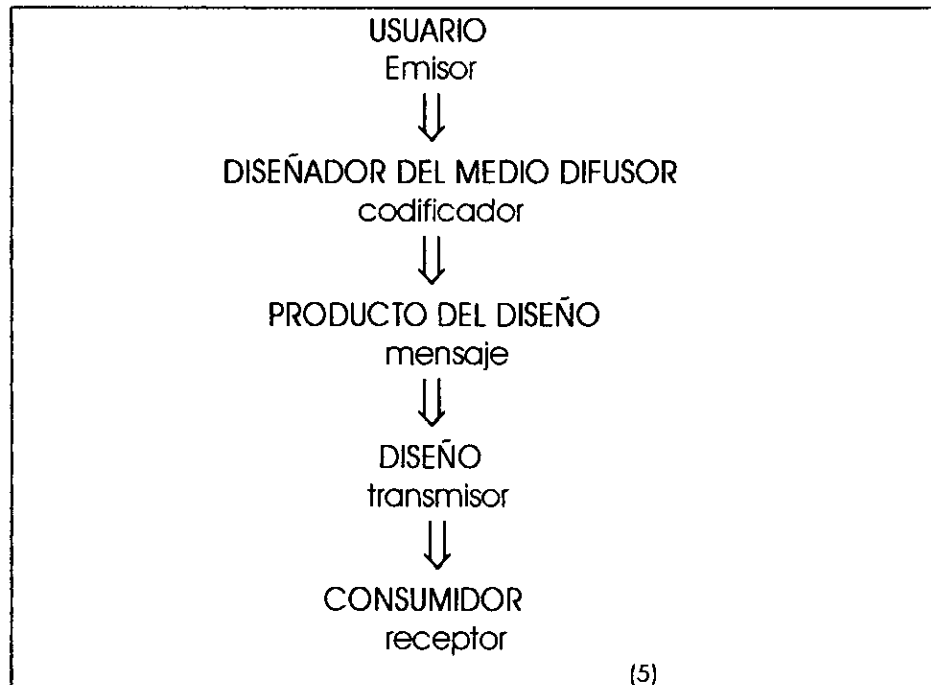 USUARIO
Emisor
DISEÑADOR DEL MEDIO DIFUSOR
codificador
PRODUCTO DEL DISEÑO
mensaje
DISEÑO
transmisor
CONSUMIDOR
receptor
(5)